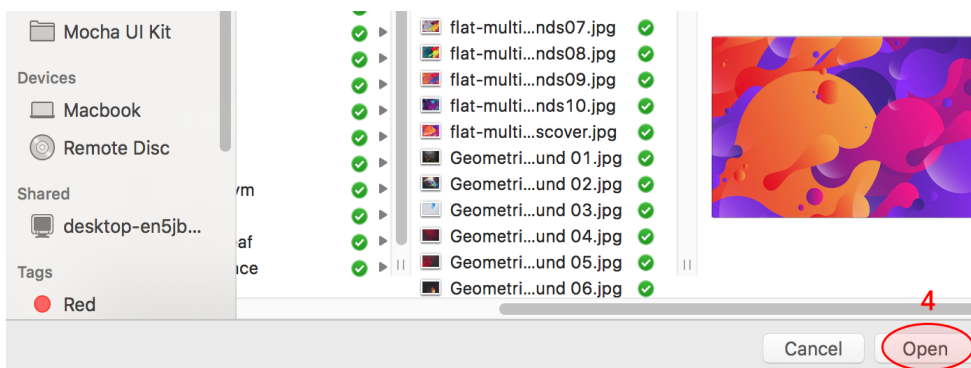 Mocha UI Kit
Devices
Macbook
Remote Disc
Shared
desktop-en5jb...
Tags
Red
ym
af
ce
flat-multi...nds07.jpg
flat-multi...nds08.jpg
flat-multi...nds09.jpg
flat-multi...nds10.jpg
flat-multi...scover.jpg
Geometri...und 01.jpg
Geometri...und 02.jpg
Geometri...und 03.jpg
Geometri...und 04.jpg
Geometri...und 05.jpg
Geometri...und 06.jpg
4
Cancel
Open